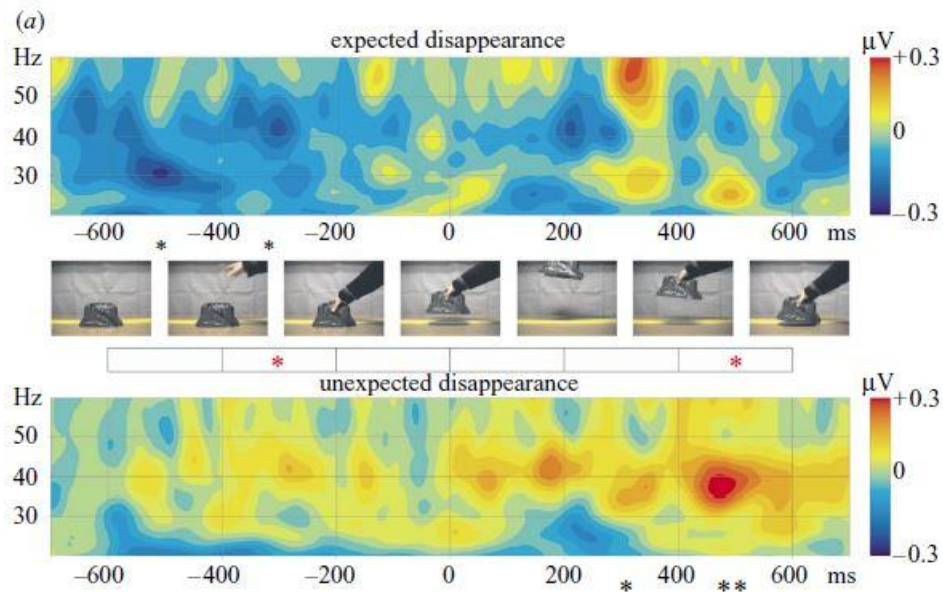 (a)
expected disappearance
Hz
50
40
30
μV
+0.3
0
−0.3
−600 −400 −200 0 200 400 600 ms
* *
* *
unexpected disappearance
Hz
50
40
30
μV
+0.3
0
−0.3
−600 −400 −200 0 200 400 600 ms
* **